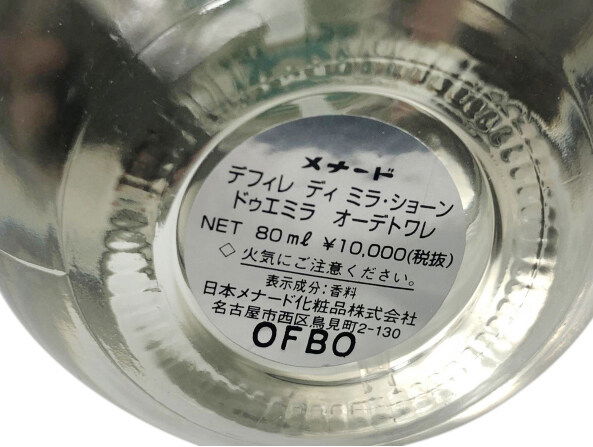 メナード
デフィレ ディ ミラ・ショーン
ドゥエミラ オーデトワレ
NET 80ml ¥10,000(税抜)
◇ 火気にご注意ください。
表示成分:香料
日本メナード化粧品株式会社
名古屋市西区鳥見町2-130
OFBO